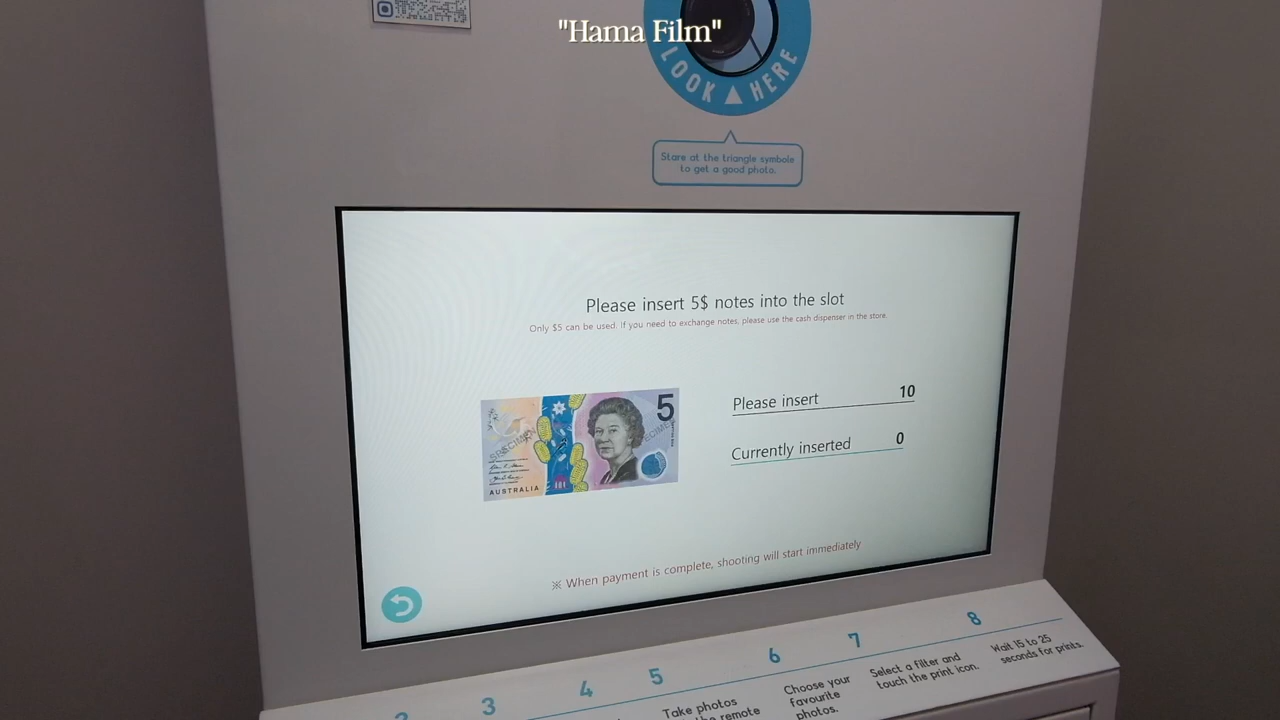 "Hama Film"
LOOK HERE
Stare at the triangle symbole
to get a good photo.
Please insert 5$ notes into the slot
Only $5 can be used. If you need to exchange notes, please use the cash dispenser in the store.
5
SPECIMEN
AUSTRALIA
Please insert 10
Currently inserted 0
※ When payment is complete, shooting will start immediately
3
4
5
Take photos
remote
6
Choose your
favourite
photos.
7
Select a filter and
touch the print icon.
8
Wait 15 to 25
seconds for prints.